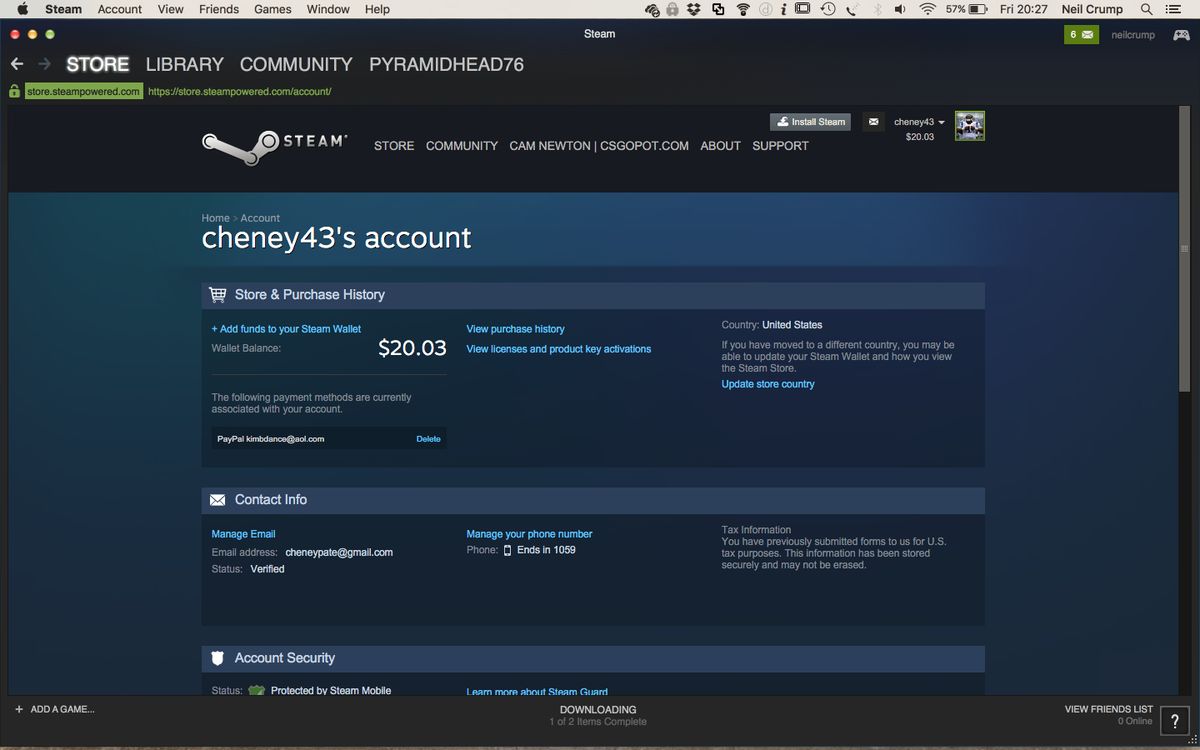 Steam Account View Friends Games Window Help 57% Fri 20:27 Neil Crump
Steam
6 neilcrump
STORE LIBRARY COMMUNITY PYRAMIDHEAD76
store.steampowered.com https://store.steampowered.com/account/
Install Steam cheney43
$20.03
STEAM
STORE COMMUNITY CAM NEWTON | CSGOPOT.COM ABOUT SUPPORT
Home > Account
cheney43's account
Store & Purchase History
+ Add funds to your Steam Wallet
Wallet Balance: $20.03
The following payment methods are currently
associated with your account.
PayPal kimbdance@aol.com Delete
View purchase history
View licenses and product key activations
Country: United States
If you have moved to a different country, you may be
able to update your Steam Wallet and how you view
the Steam Store.
Update store country
Contact Info
Manage Email
Email address: cheneypate@gmail.com
Status: Verified
Manage your phone number
Phone: Ends in 1059
Tax Information
You have previously submitted forms to us for U.S.
tax purposes. This information has been stored
securely and may not be erased.
Account Security
Status: Protected by Steam Mobile
Learn more about Steam Guard
+ ADD A GAME...
DOWNLOADING
1 of 2 Items Complete
VIEW FRIENDS LIST
0 Online
?